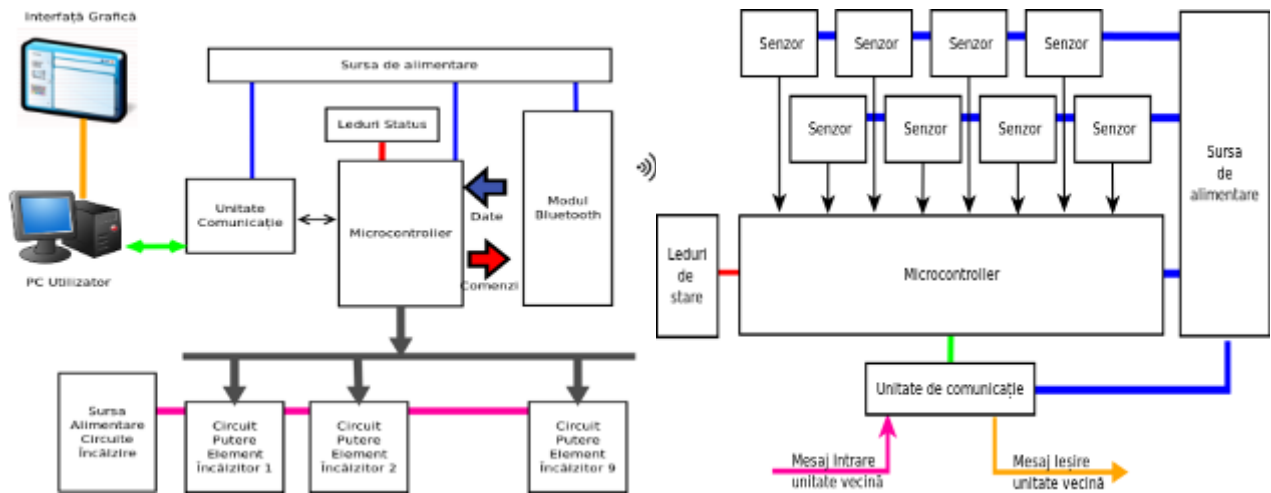 Interfață Grafică
Sursa de alimentare
Leduri Status
Unitate
Comunicație
Microcontroller
Date
Comenzi
Modul
Bluetooth
PC Utilizator
Sursa
Alimentare
Circuite
Încălzire
Circuit
Putere
Element
Încălzitor 1
Circuit
Putere
Element
Încălzitor 2
Circuit
Putere
Element
Încălzitor 9
Senzor
Senzor
Senzor
Senzor
Senzor
Senzor
Senzor
Senzor
Sursa
de
alimentare
Leduri
de
stare
Microcontroller
Unitate de comunicație
Mesaj Intrare
unitate vecină
Mesaj Ieșire
unitate vecină